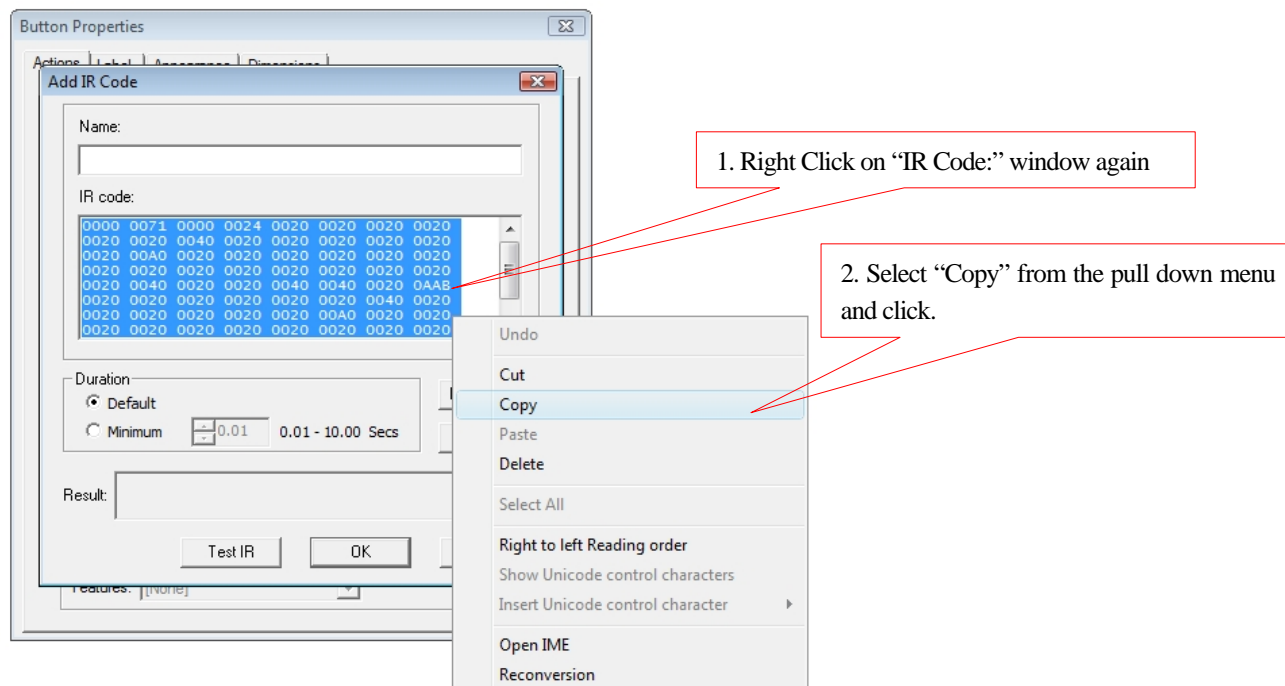 Button Properties
Actions Label Appearance Dimensions
Add IR Code
Name:
IR code:
0000 0071 0000 0024 0020 0020 0020 0020
0020 0020 0040 0020 0020 0020 0020 0020
0020 00A0 0020 0020 0020 0020 0020 0020
0020 0020 0020 0020 0020 0020 0020 0020
0020 0040 0020 0020 0040 0040 0020 0AAB
0020 0020 0020 0020 0020 0020 0040 0020
0020 0020 0020 0020 0020 00A0 0020 0020
0020 0020 0020 0020 0020 0020 0020 0020
Duration
Default
Minimum 0.01 0.01 - 10.00 Secs
Result:
Test IR OK
Features: [None]
Undo
Cut
Copy
Paste
Delete
Select All
Right to left Reading order
Show Unicode control characters
Insert Unicode control character
Open IME
Reconversion
1. Right Click on “IR Code:” window again
2. Select “Copy” from the pull down menu
and click.